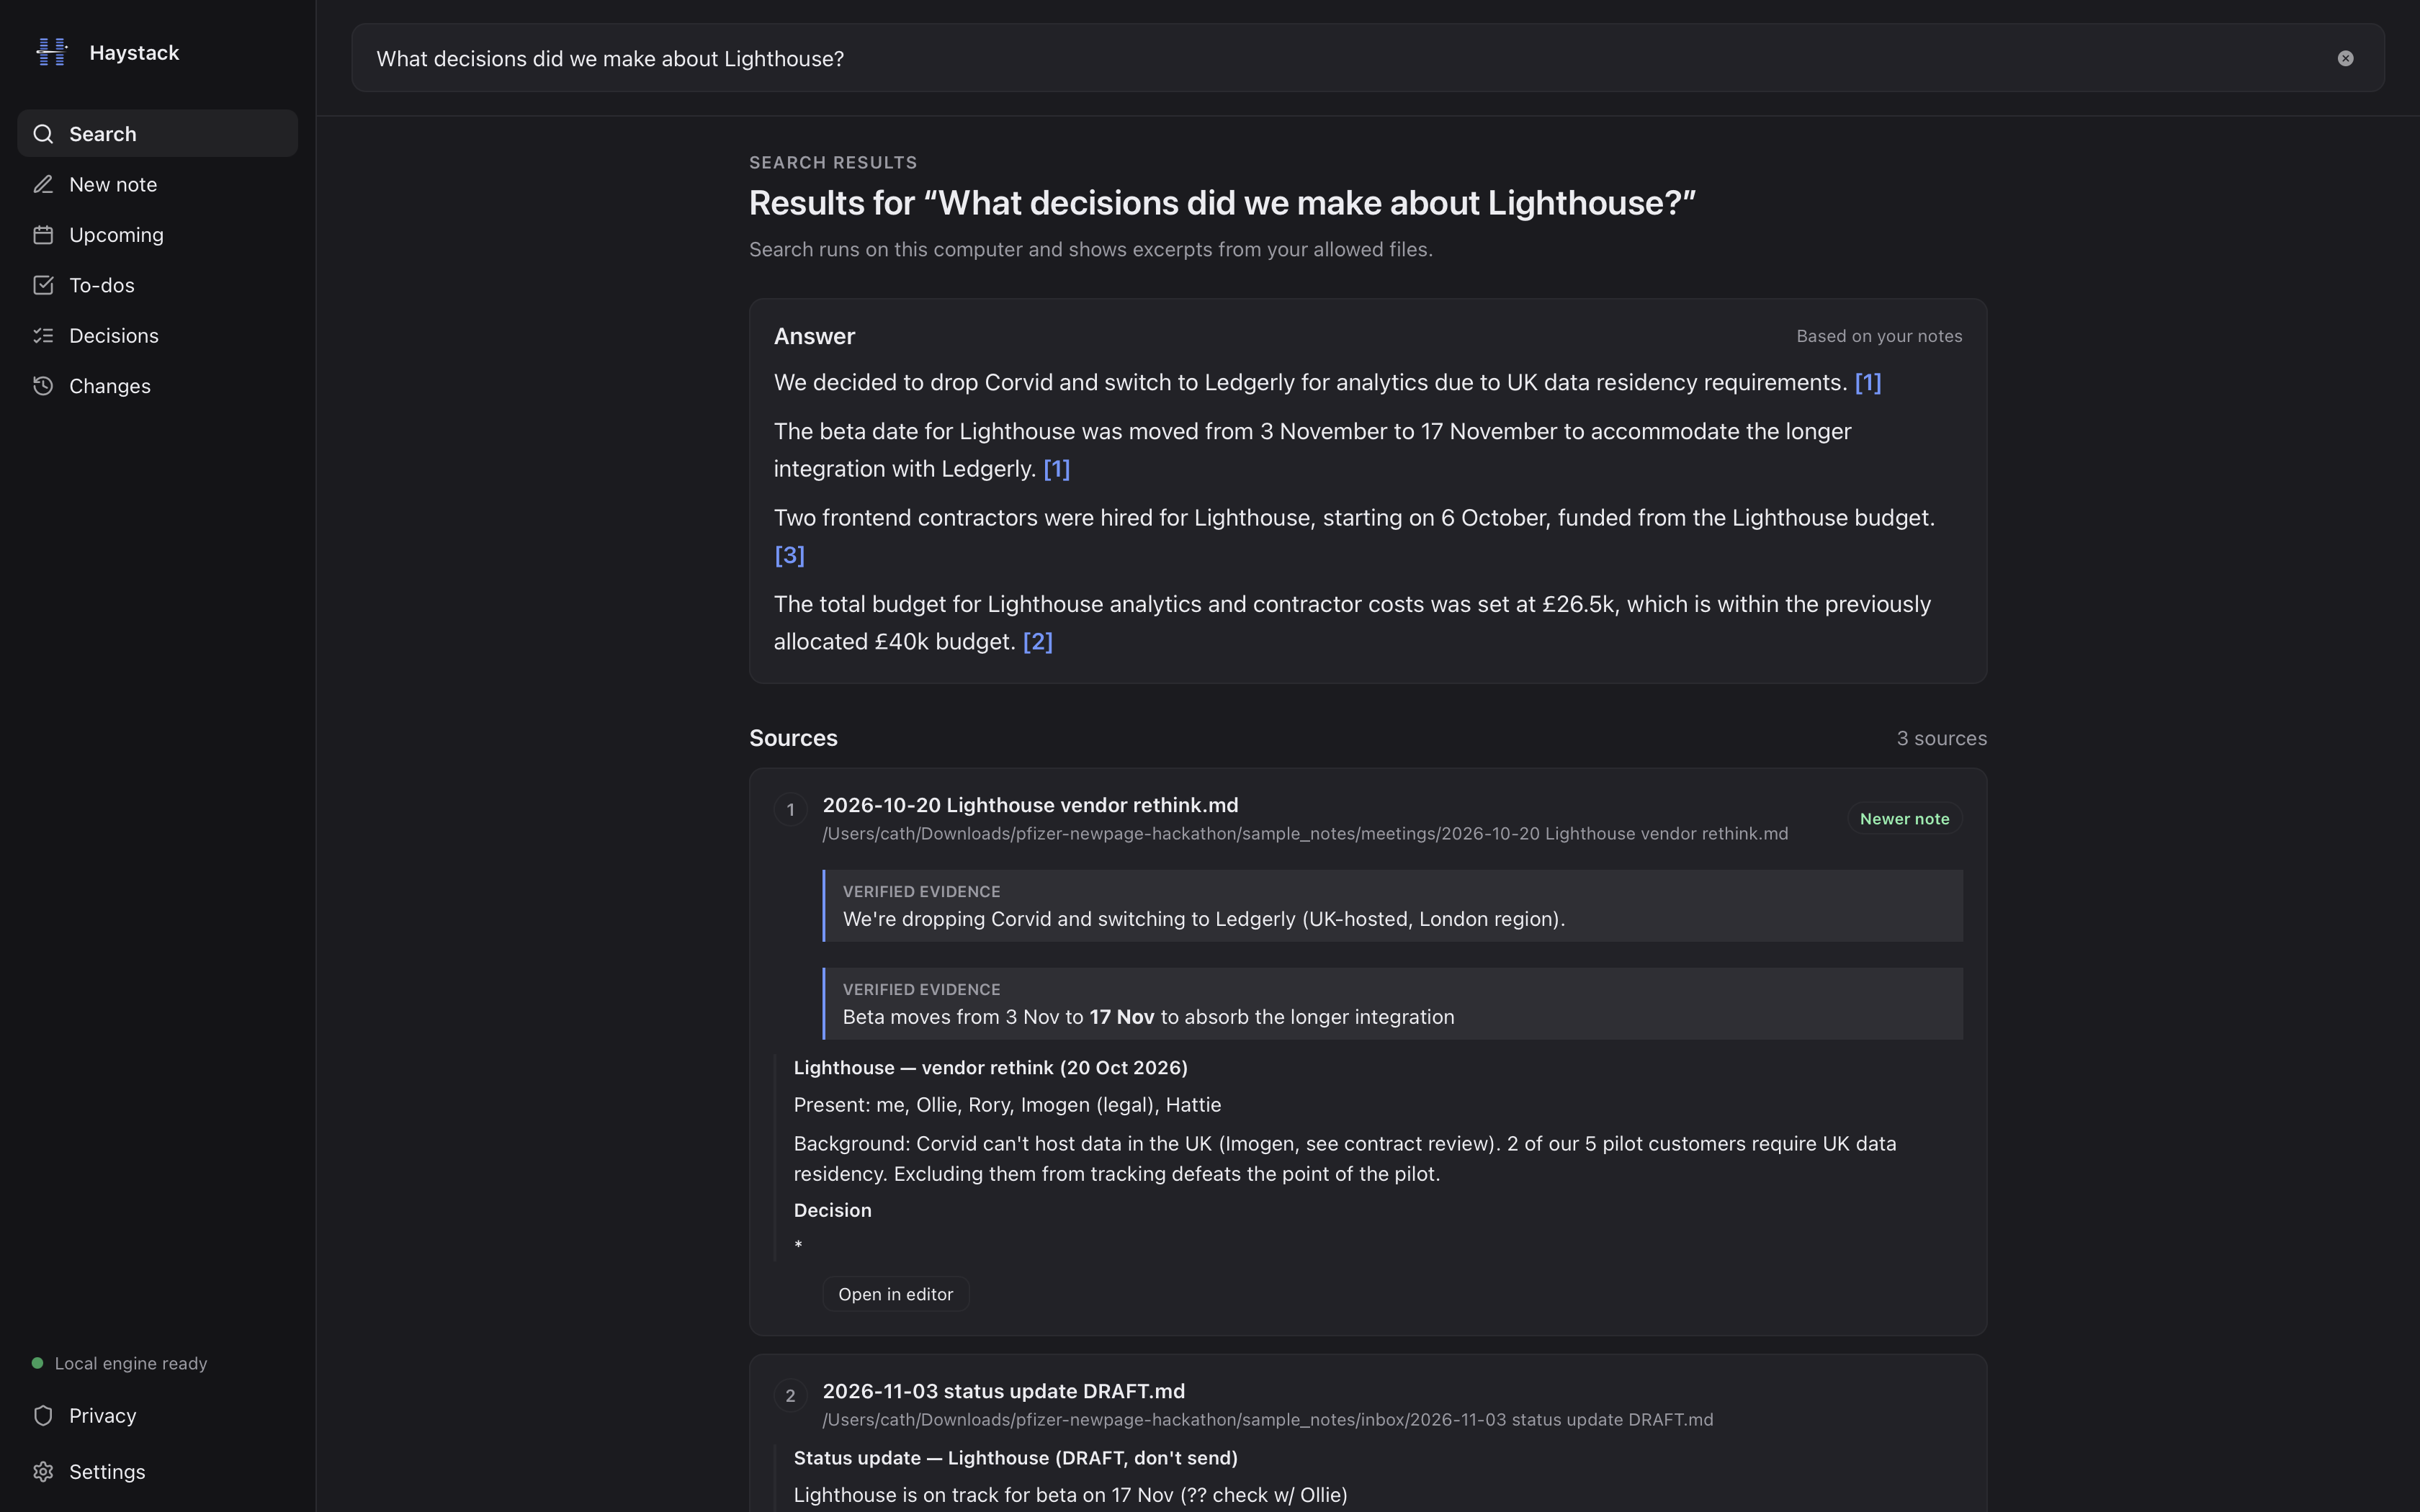 Haystack
Search
New note
Upcoming
To-dos
Decisions
Changes
Local engine ready
Privacy
Settings
What decisions did we make about Lighthouse?
SEARCH RESULTS
Results for “What decisions did we make about Lighthouse?”
Search runs on this computer and shows excerpts from your allowed files.
Answer
Based on your notes
We decided to drop Corvid and switch to Ledgerly for analytics due to UK data residency requirements. [1]
The beta date for Lighthouse was moved from 3 November to 17 November to accommodate the longer
integration with Ledgerly. [1]
Two frontend contractors were hired for Lighthouse, starting on 6 October, funded from the Lighthouse budget.
[3]
The total budget for Lighthouse analytics and contractor costs was set at £26.5k, which is within the previously
allocated £40k budget. [2]
Sources
3 sources
1
2026-10-20 Lighthouse vendor rethink.md
/Users/cath/Downloads/pfizer-newpage-hackathon/sample_notes/meetings/2026-10-20 Lighthouse vendor rethink.md
Newer note
VERIFIED EVIDENCE
We're dropping Corvid and switching to Ledgerly (UK-hosted, London region).
VERIFIED EVIDENCE
Beta moves from 3 Nov to 17 Nov to absorb the longer integration
Lighthouse — vendor rethink (20 Oct 2026)
Present: me, Ollie, Rory, Imogen (legal), Hattie
Background: Corvid can't host data in the UK (Imogen, see contract review). 2 of our 5 pilot customers require UK data
residency. Excluding them from tracking defeats the point of the pilot.
Decision
*
Open in editor
2
2026-11-03 status update DRAFT.md
/Users/cath/Downloads/pfizer-newpage-hackathon/sample_notes/inbox/2026-11-03 status update DRAFT.md
Status update — Lighthouse (DRAFT, don't send)
Lighthouse is on track for beta on 17 Nov (?? check w/ Ollie)